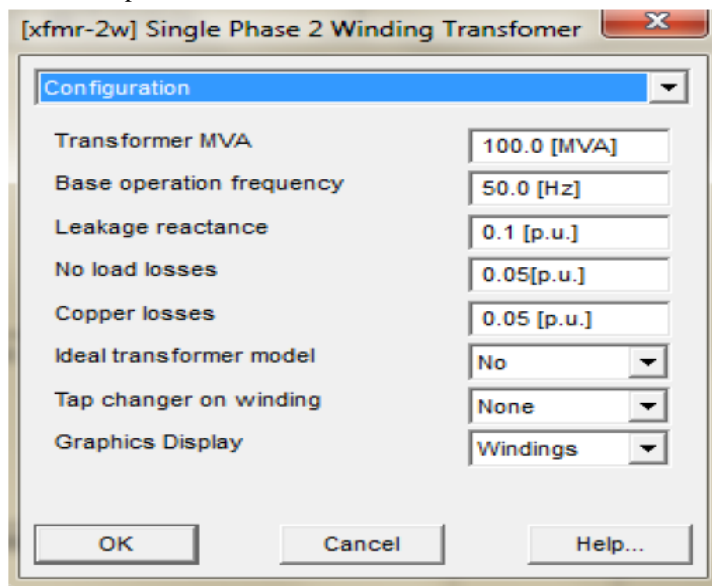 [xfmr-2w] Single Phase 2 Winding Transfomer
Configuration
Transformer MVA 100.0 [MVA]
Base operation frequency 50.0 [Hz]
Leakage reactance 0.1 [p.u.]
No load losses 0.05[p.u.]
Copper losses 0.05 [p.u.]
Ideal transformer model No
Tap changer on winding None
Graphics Display Windings
OK Cancel Help...